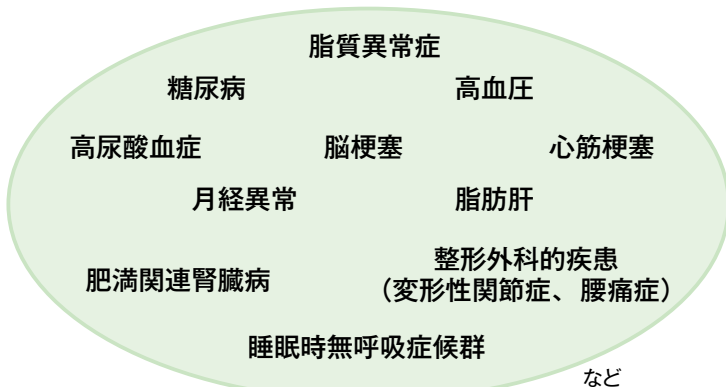 脂質異常症
糖尿病
高血圧
高尿酸血症
脳梗塞
心筋梗塞
月経異常
脂肪肝
肥満関連腎臓病
整形外科的疾患
（変形性関節症、腰痛症）
睡眠時無呼吸症候群
など